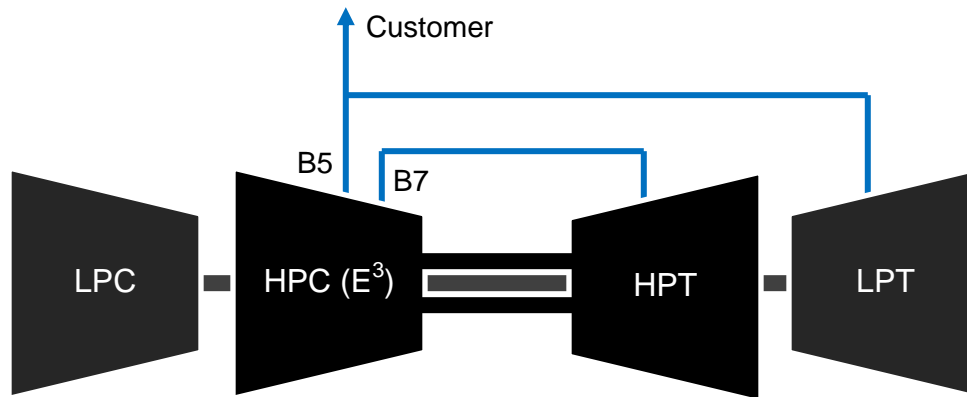 Customer
B5
B7
LPC
HPC (E³)
HPT
LPT